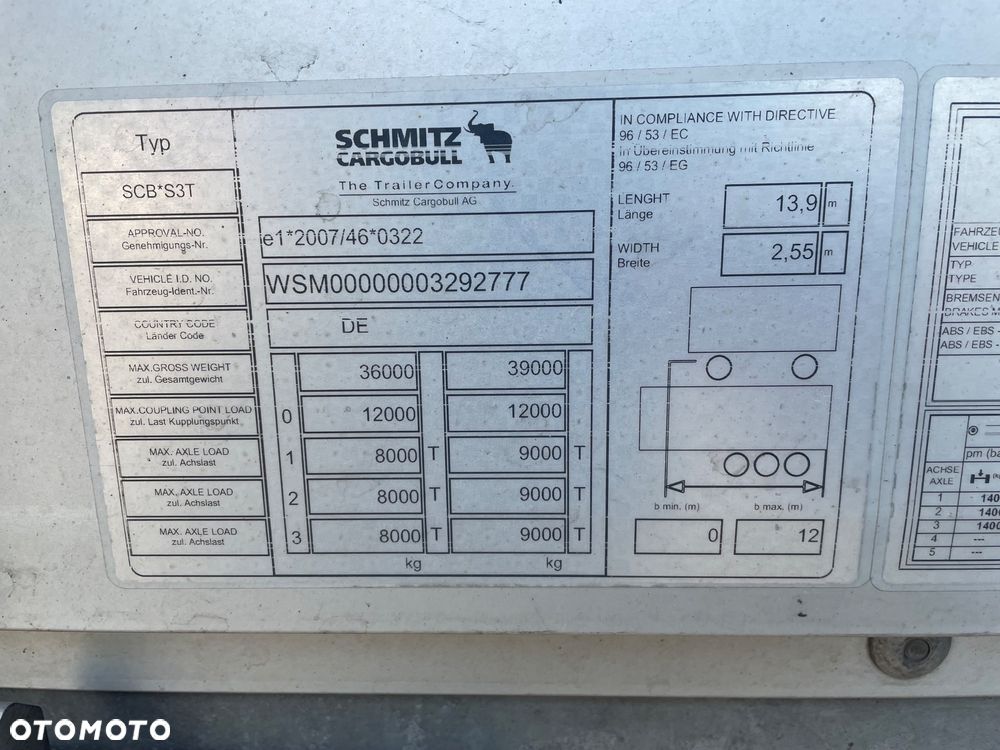 Typ
SCB*S3T
APPROVAL-NO.
Genehmigungs-Nr.
VEHICLE I.D. NO.
Fahrzeug-Ident.-Nr.
COUNTRY CODE
Länder Code
MAX.GROSS WEIGHT
zul. Gesamtgewicht
MAX.COUPLING POINT LOAD
zul. Last Kupplungspunkt
MAX. AXLE LOAD
zul. Achslast
MAX. AXLE LOAD
zul. Achslast
MAX. AXLE LOAD
zul. Achslast
SCHMITZ
CARGOBULL
The TrailerCompany.
Schmitz Cargobull AG
e1*2007/46*0322
WSM00000003292777
DE
36000 39000
0 12000 12000
1 8000 T 9000 T
2 8000 T 9000 T
3 8000 T 9000 T
kg kg
IN COMPLIANCE WITH DIRECTIVE
96 / 53 / EC
in Übereinstimmung mit Richtlinie
96 / 53 / EG
LENGHT
Länge
13,9 m
WIDTH
Breite
2,55 m
b min. (m) b max. (m)
0 12
FAHRZEU
VEHICLE
TYP
TYPE
BREMSEN
BRAKES M
ABS / EBS -
ABS / EBS -
pm (ba
ACHSE
AXLE
1 140
2 140
3 1400
4 ---
5 ---
OTOMOTO